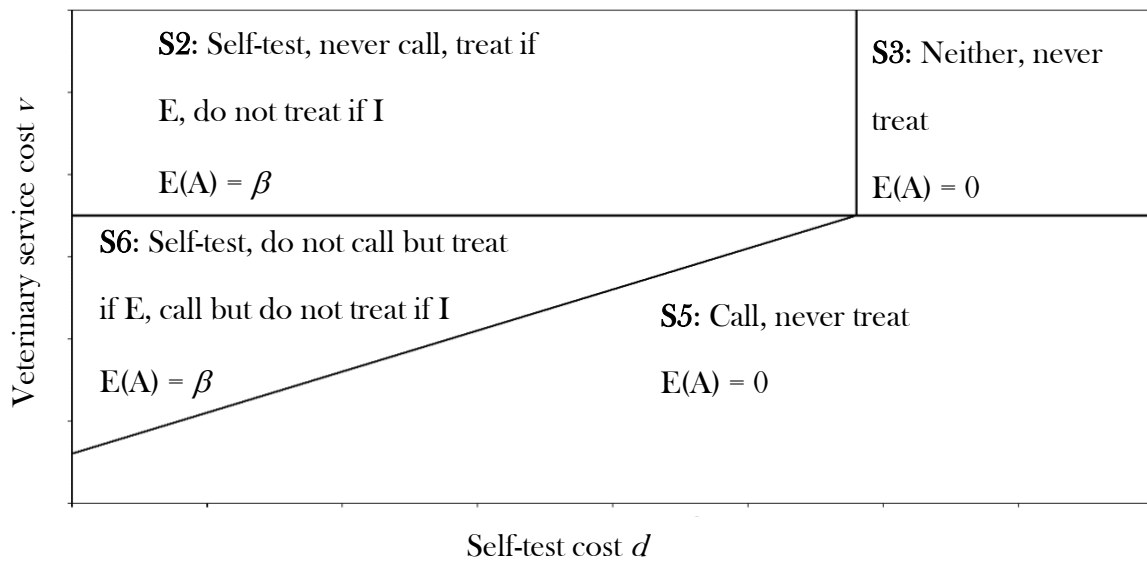 S2: Self-test, never call, treat if
E, do not treat if I
E(A) = β
S3: Neither, never
treat
E(A) = 0
S6: Self-test, do not call but treat
if E, call but do not treat if I
E(A) = β
S5: Call, never treat
E(A) = 0
Veterinary service cost v
Self-test cost d